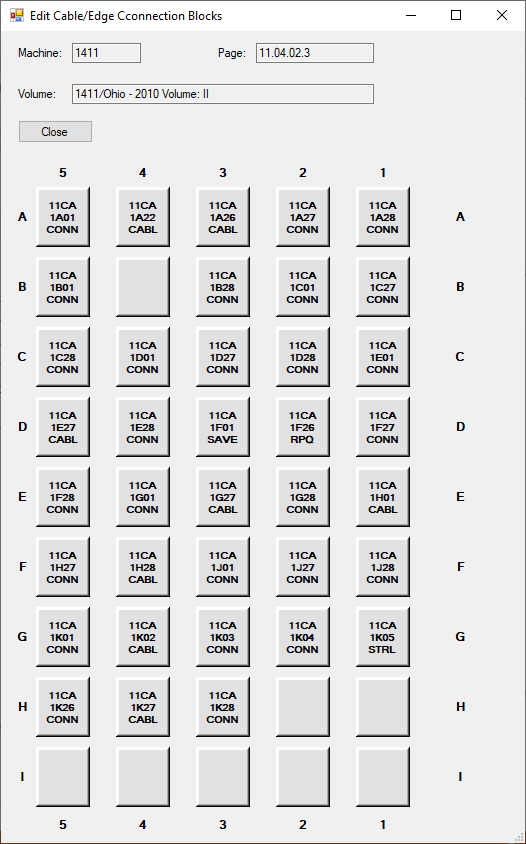 Edit Cable/Edge Cconnection Blocks
Machine: 1411 Page: 11.04.02.3
Volume: 1411/Ohio - 2010 Volume: II
Close
5 4 3 2 1
11CA 11CA 11CA 11CA 11CA
A 1A01 1A22 1A26 1A27 1A28 A
CONN CABL CABL CONN CONN
11CA 11CA 11CA 11CA
B 1B01 1B28 1C01 1C27 B
CONN CONN CONN CONN
11CA 11CA 11CA 11CA 11CA
C 1C28 1D01 1D27 1D28 1E01 C
CONN CONN CONN CONN CONN
11CA 11CA 11CA 11CA 11CA
D 1E27 1E28 1F01 1F26 1F27 D
CABL CONN SAVE RPQ CONN
11CA 11CA 11CA 11CA 11CA
E 1F28 1G01 1G27 1G28 1H01 E
CONN CONN CABL CONN CABL
11CA 11CA 11CA 11CA 11CA
F 1H27 1H28 1J01 1J27 1J28 F
CONN CABL CONN CONN CONN
11CA 11CA 11CA 11CA 11CA
G 1K01 1K02 1K03 1K04 1K05 G
CONN CABL CONN CONN STRL
11CA 11CA 11CA
H 1K26 1K27 1K28 H
CONN CABL CONN
I I
5 4 3 2 1